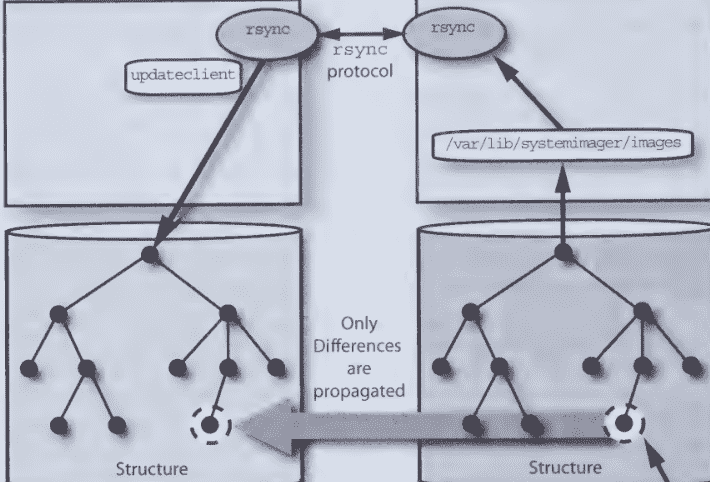 rsync
rsync
rsync
protocol
updateclient
/var/lib/systemimager/images
Only
Differences
are
propagated
Structure
Structure